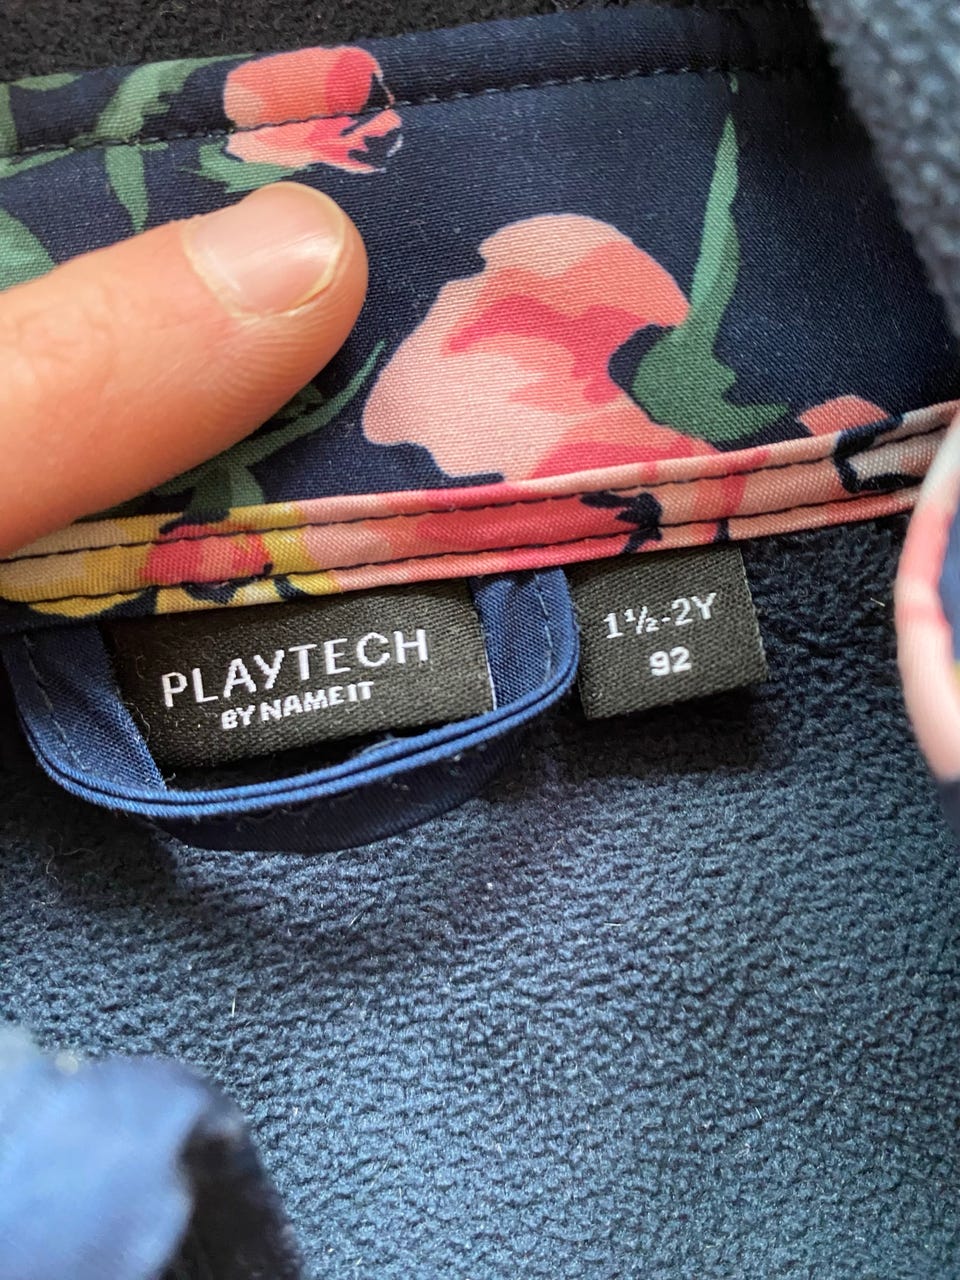 PLAYTECH
BY NAME IT
1½-2Y
92